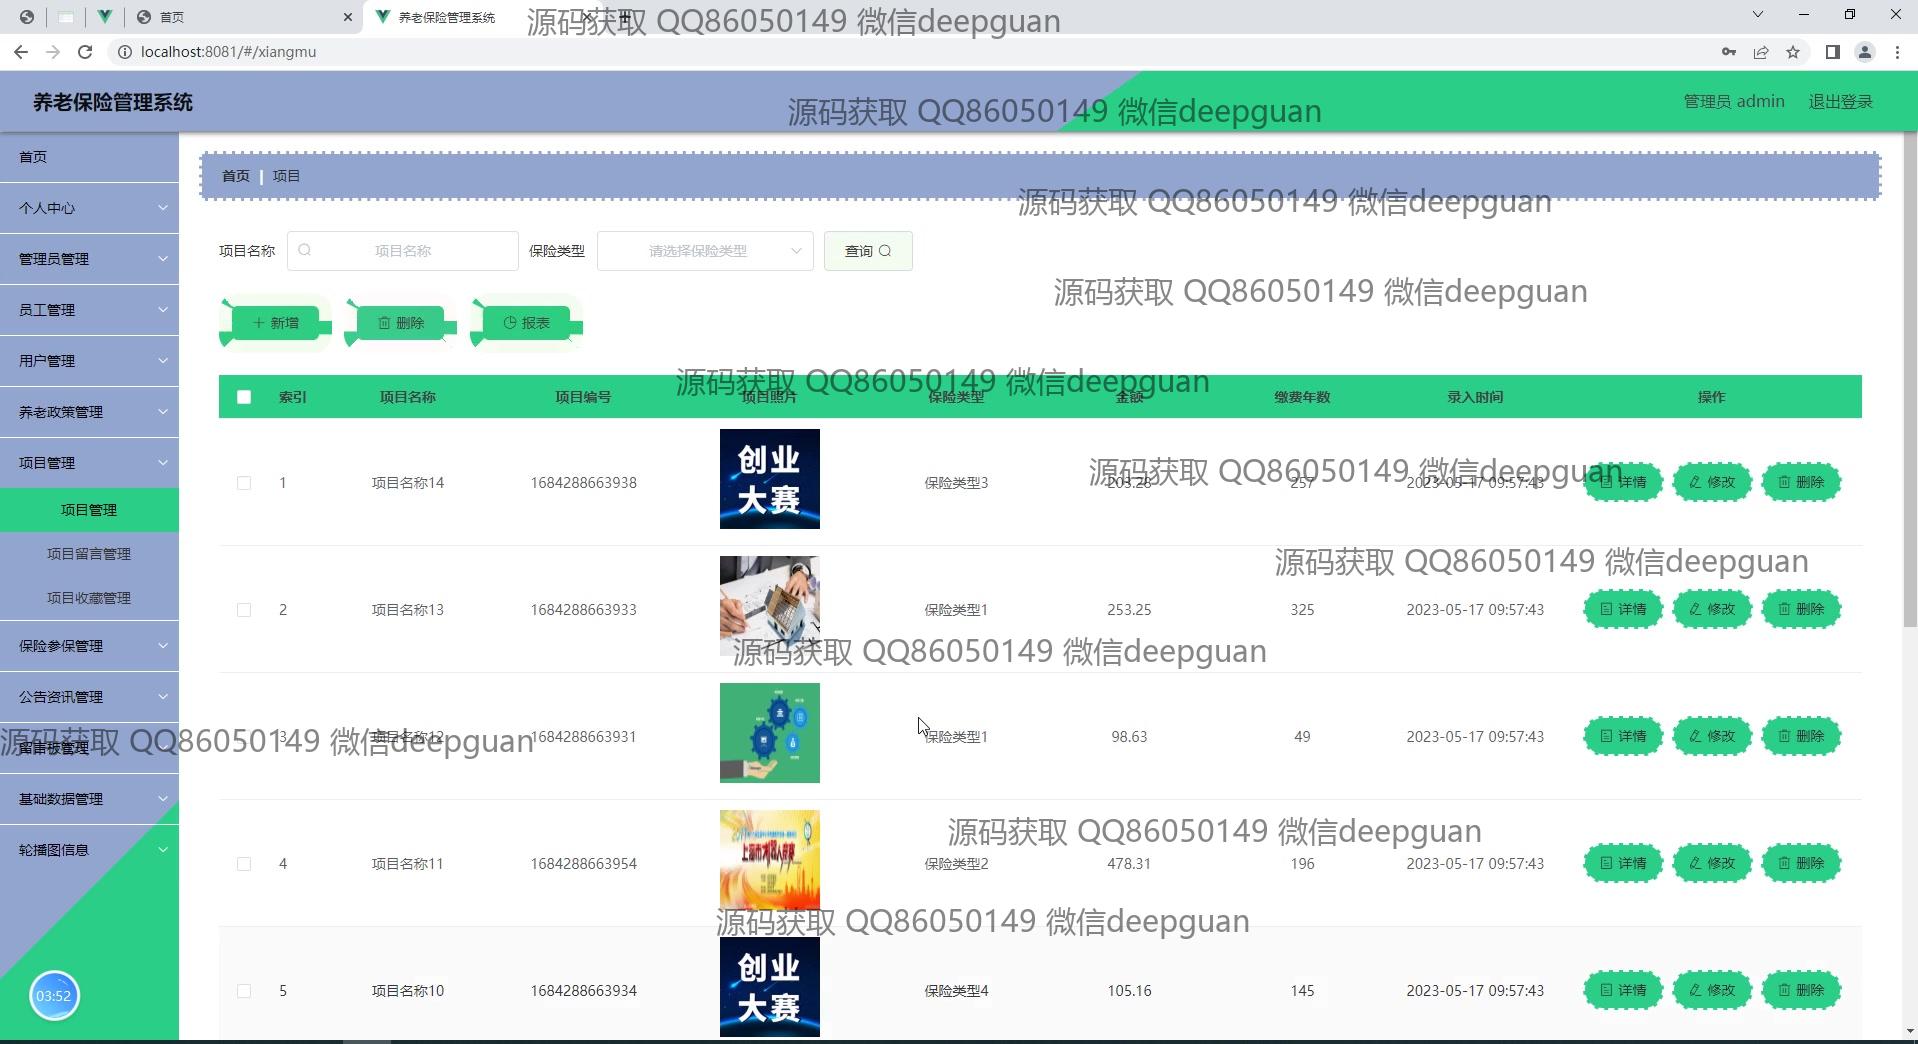 首页
养老保险管理系统
源码获取 QQ86050149 微信deepguan
localhost:8081/#/xiangmu
养老保险管理系统
源码获取 QQ86050149 微信deepguan
管理员 admin 退出登录
首页
个人中心
管理员管理
员工管理
用户管理
养老政策管理
项目管理
项目管理
项目留言管理
项目收藏管理
保险参保管理
公告资讯管理
留言板管理
基础数据管理
轮播图信息
03:52
首页 | 项目
源码获取 QQ86050149 微信deepguan
项目名称 项目名称 保险类型 请选择保险类型 查询
源码获取 QQ86050149 微信deepguan
新增 删除 报表
源码获取 QQ86050149 微信deepguan
索引 项目名称 项目编号 项目照片 保险类型 金额 缴费年数 录入时间 操作
源码获取 QQ86050149 微信deepguan
1 项目名称14 1684288663938 创业大赛 保险类型3 203.28 257 2023-05-17 09:57:43 详情 修改 删除
源码获取 QQ86050149 微信deepguan
2 项目名称13 1684288663933 保险类型1 253.25 325 2023-05-17 09:57:43 详情 修改 删除
源码获取 QQ86050149 微信deepguan
3 项目名称12 1684288663931 保险类型1 98.63 49 2023-05-17 09:57:43 详情 修改 删除
源码获取 QQ86050149 微信deepguan
源码获取 QQ86050149 微信deepguan
4 项目名称11 1684288663954 保险类型2 478.31 196 2023-05-17 09:57:43 详情 修改 删除
源码获取 QQ86050149 微信deepguan
5 项目名称10 1684288663934 创业大赛 保险类型4 105.16 145 2023-05-17 09:57:43 详情 修改 删除